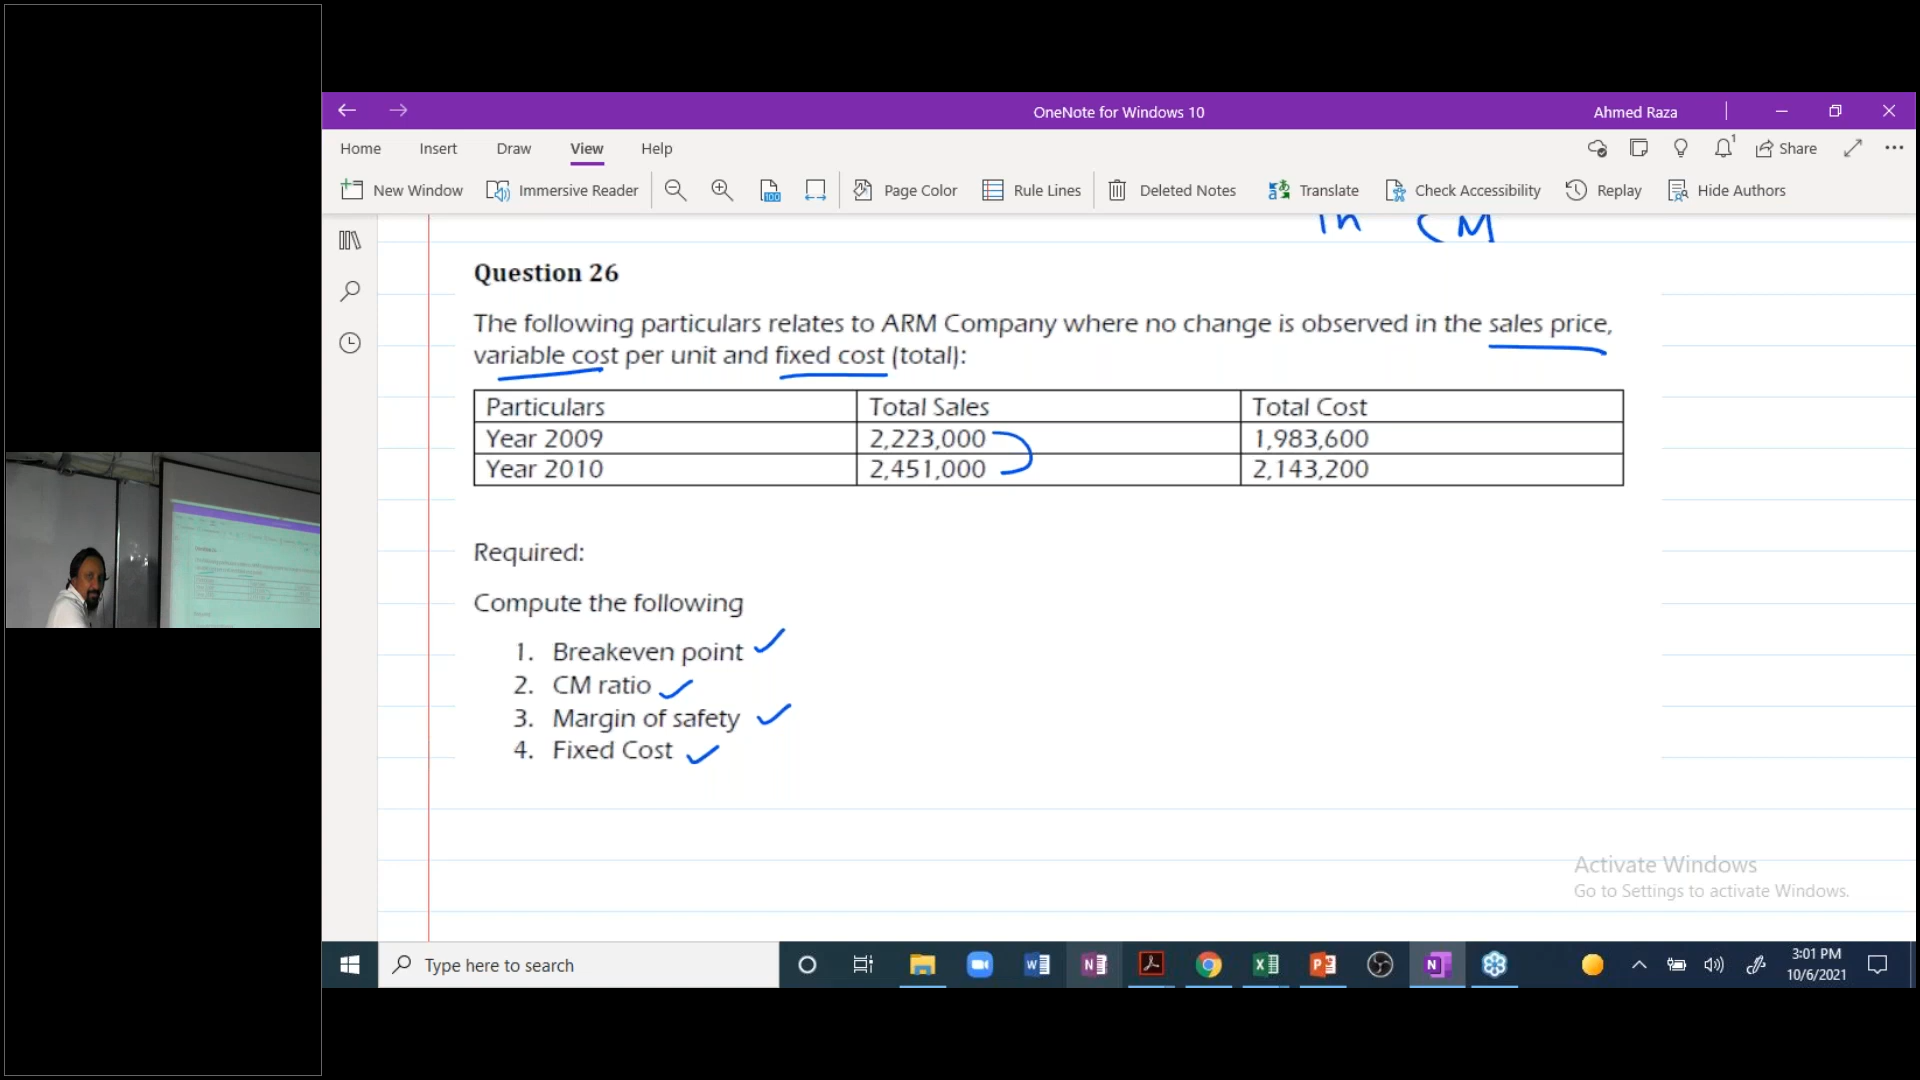 OneNote for Windows 10
Ahmed Raza
Home Insert Draw View Help
1
Share
New Window Immersive Reader 100 Page Color Rule Lines Deleted Notes Translate Check Accessibility Replay Hide Authors
in CM
Question 26
The following particulars relates to ARM Company where no change is observed in the sales price,
variable cost per unit and fixed cost (total):
Particulars Total Sales Total Cost
Year 2009 2,223,000 1,983,600
Year 2010 2,451,000 2,143,200
Required:
Compute the following
1. Breakeven point
2. CM ratio
3. Margin of safety
4. Fixed Cost
Activate Windows
Go to Settings to activate Windows.
Type here to search
3:01 PM
10/6/2021